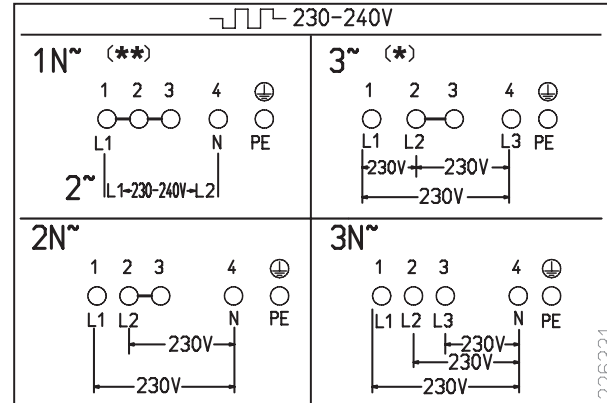 230-240V
1N~ (**)
1 2 3 4
L1 N PE
2~ L1 230-240V L2
3~ (*)
1 2 3 4
L1 L2 L3 PE
230V 230V
230V
2N~
1 2 3 4
L1 L2 N PE
230V
230V
3N~
1 2 3 4
L1 L2 L3 N PE
230V
230V
230V